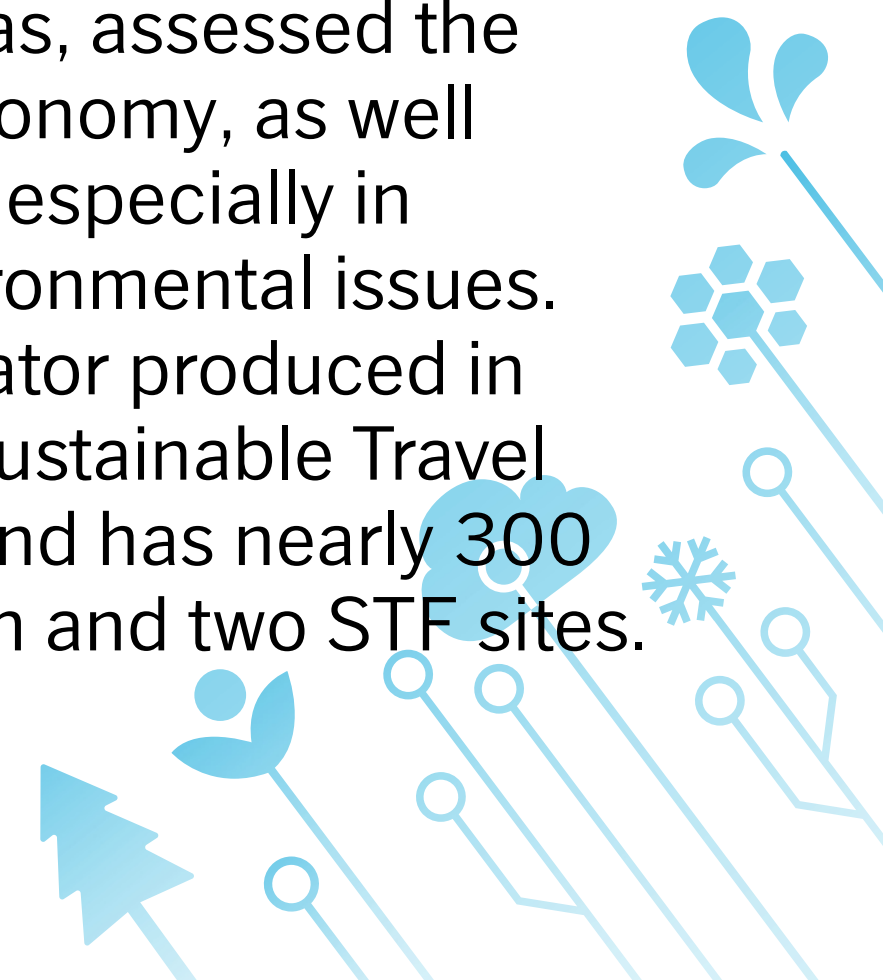 as, assessed the
onomy, as well
especially in
ronmental issues.
ator produced in
ustainable Travel
nd has nearly 300
n and two STF sites.